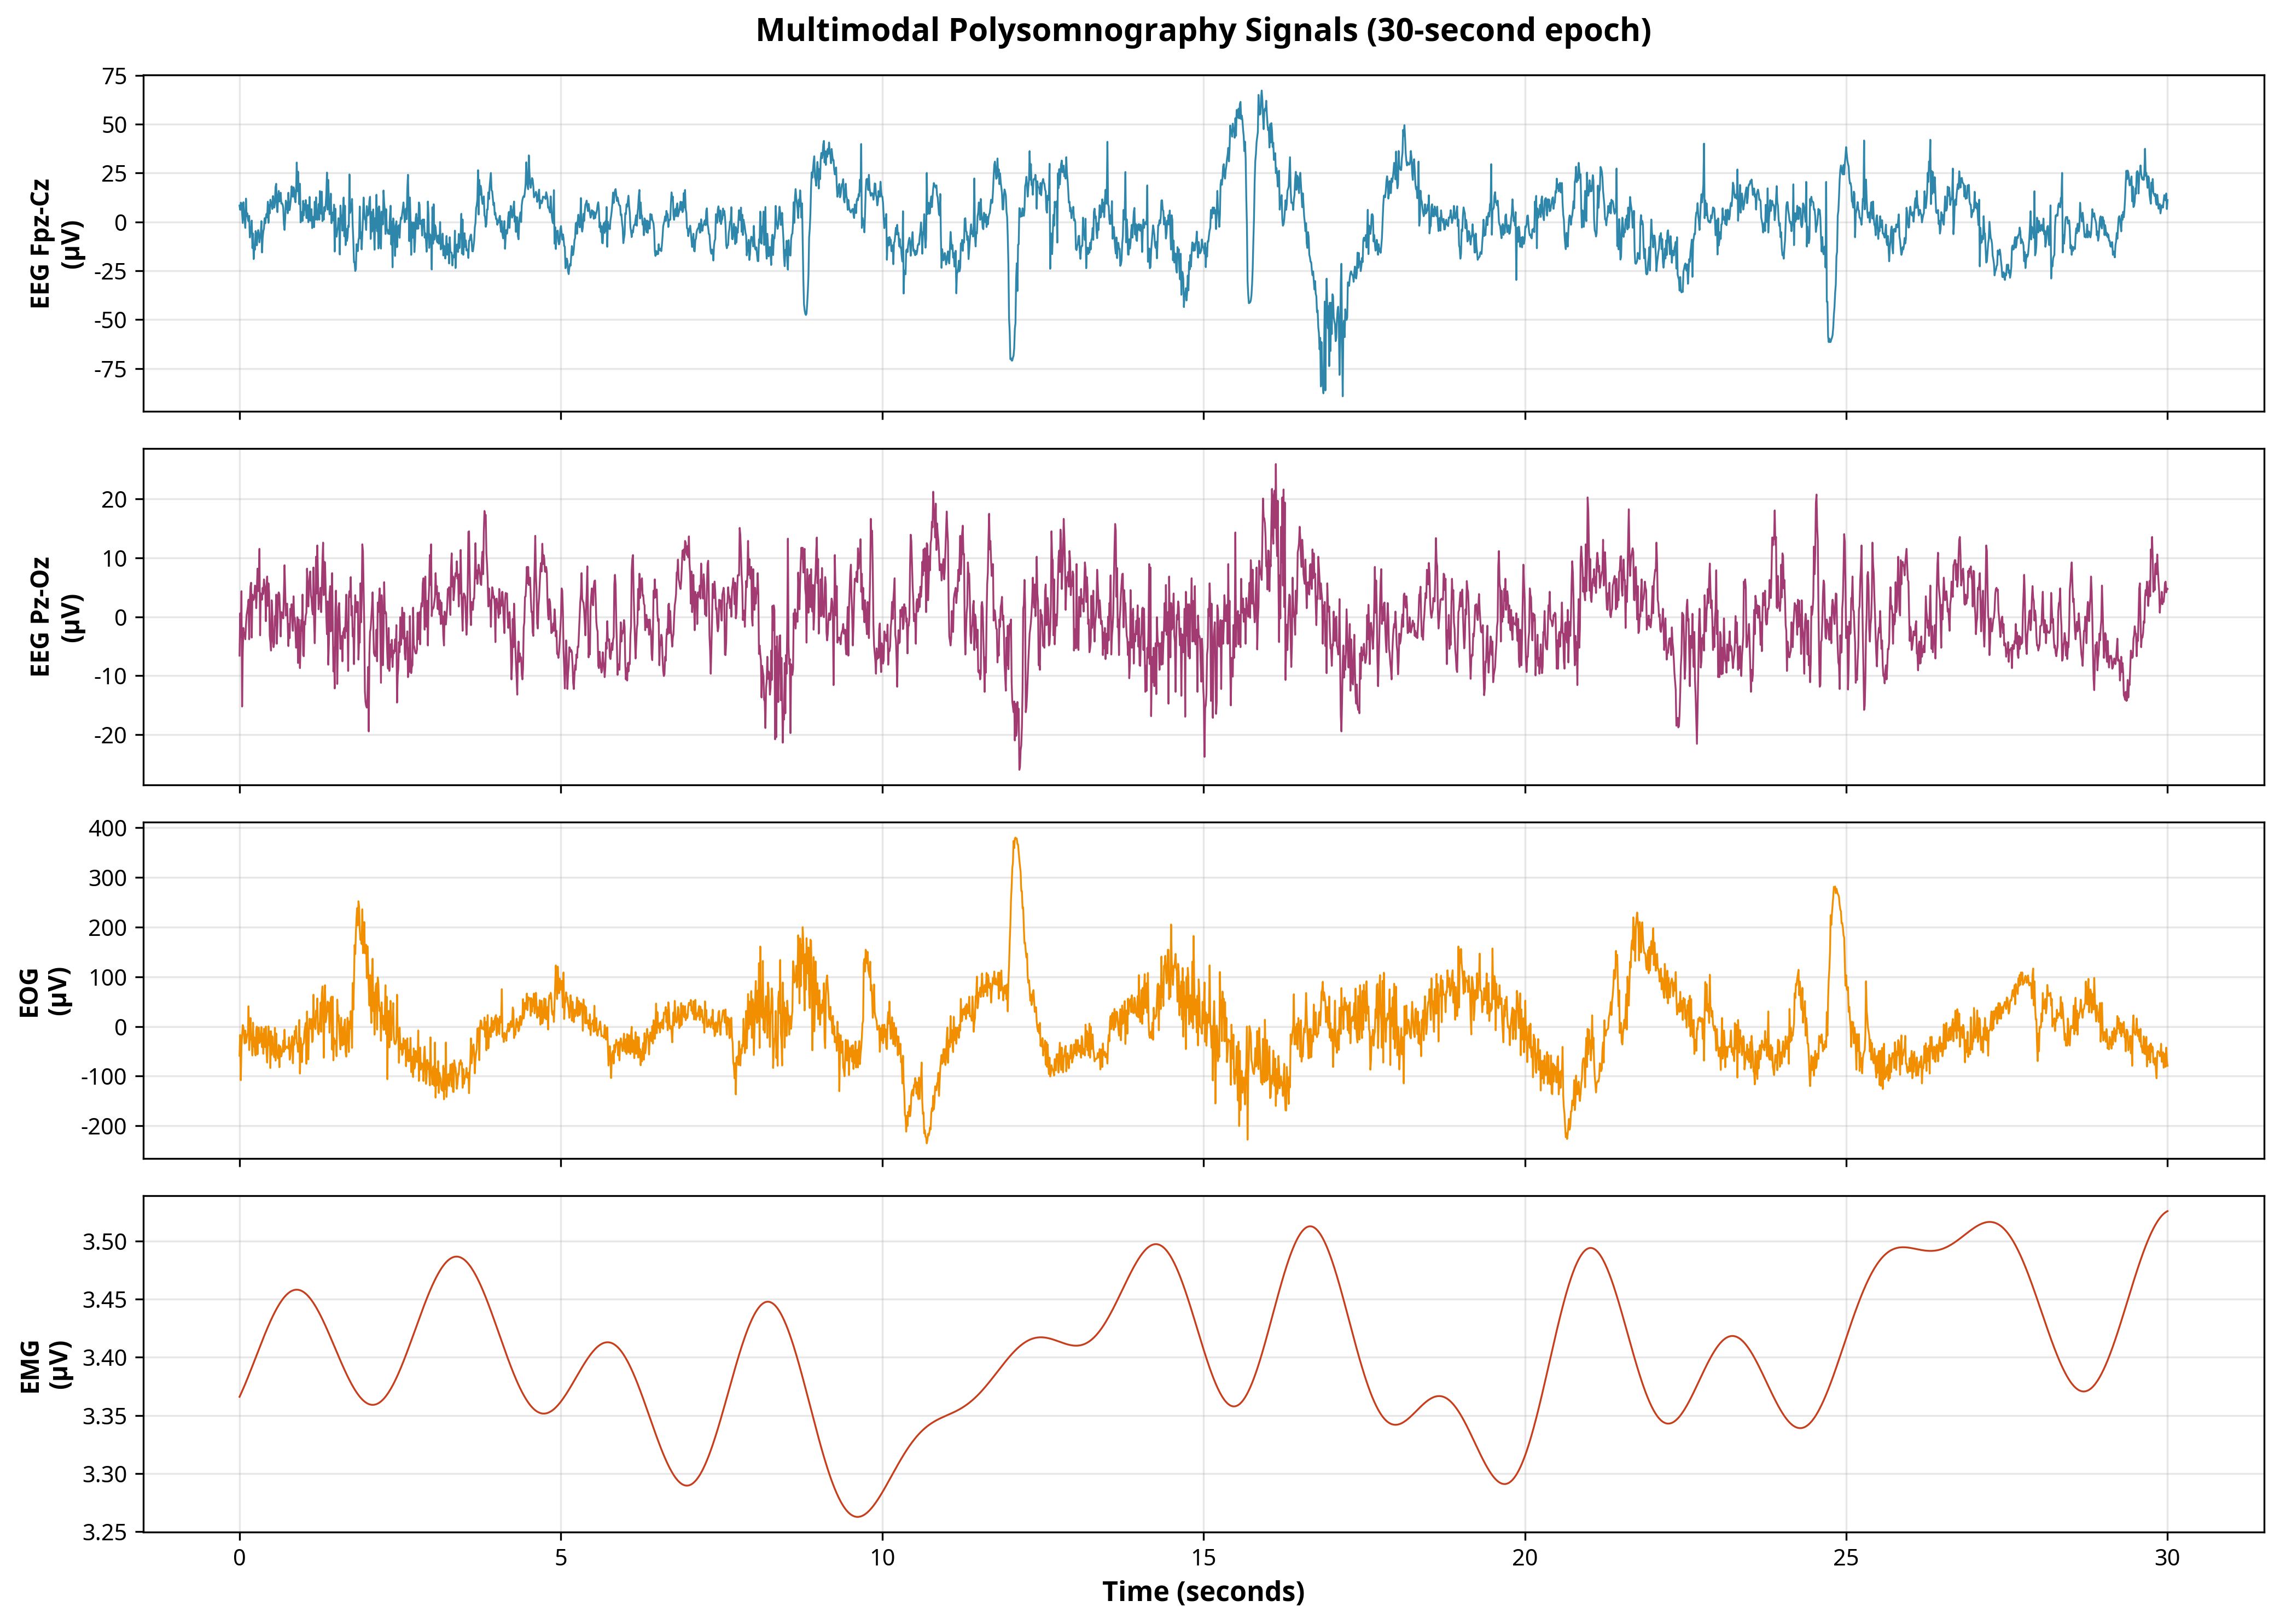 Multimodal Polysomnography Signals (30-second epoch)
EEG Fpz-Cz
(μV)
75
50
25
0
-25
-50
-75
EEG Pz-Oz
(μV)
20
10
0
-10
-20
EOG
(μV)
400
300
200
100
0
-100
-200
EMG
(μV)
3.50
3.45
3.40
3.35
3.30
3.25
0 5 10 15 20 25 30
Time (seconds)